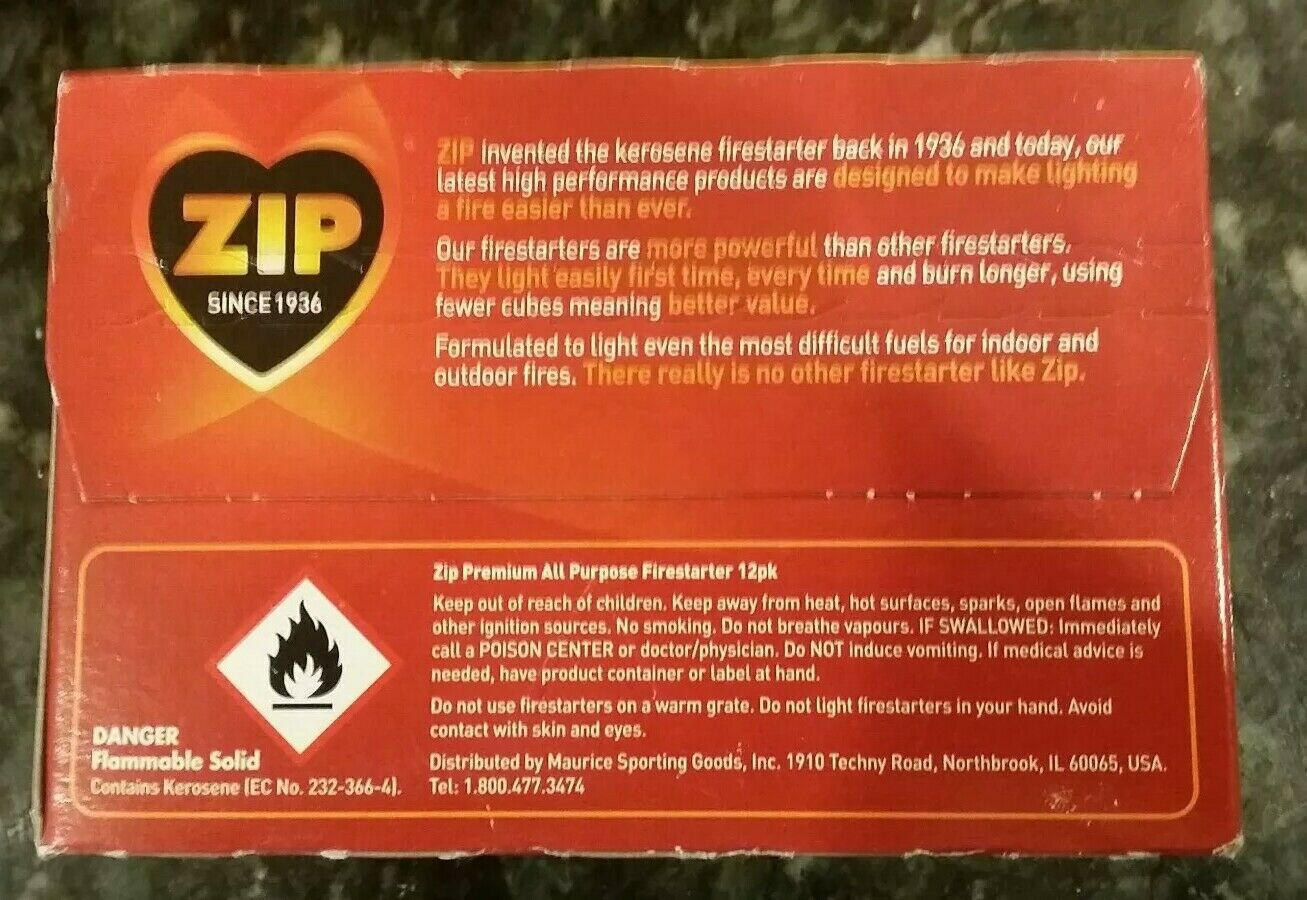 ZIP
SINCE 1936
ZIP invented the kerosene firestarter back in 1936 and today, our
latest high performance products are designed to make lighting
a fire easier than ever.
Our firestarters are more powerful than other firestarters.
They light easily first time, every time and burn longer, using
fewer cubes meaning better value.
Formulated to light even the most difficult fuels for indoor and
outdoor fires. There really is no other firestarter like Zip.
DANGER
Flammable Solid
Contains Kerosene (EC No. 232-366-4).
Zip Premium All Purpose Firestarter 12pk
Keep out of reach of children. Keep away from heat, hot surfaces, sparks, open flames and
other ignition sources. No smoking. Do not breathe vapours. IF SWALLOWED: Immediately
call a POISON CENTER or doctor/physician. Do NOT induce vomiting. If medical advice is
needed, have product container or label at hand.
Do not use firestarters on a warm grate. Do not light firestarters in your hand. Avoid
contact with skin and eyes.
Distributed by Maurice Sporting Goods, Inc. 1910 Techny Road, Northbrook, IL 60065, USA.
Tel: 1.800.477.3474